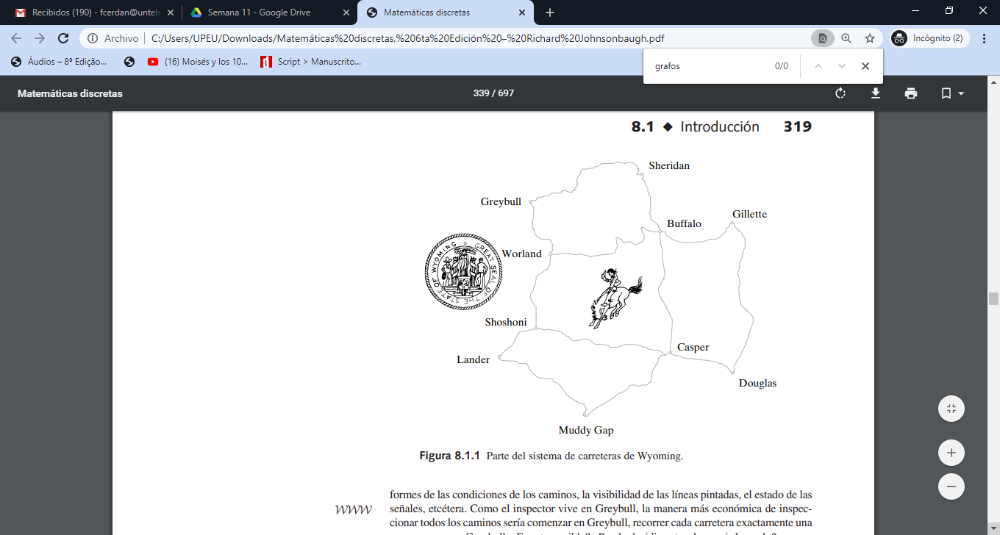 Recibidos (190) - fcerdan@untels
Semana 11 - Google Drive
Matemáticas discretas
Archivo
C:/Users/UPEU/Downloads/Matemáticas%20discretas,%206ta%20Edición%20–%20Richard%20Johnsonbaugh.pdf
Incógnito (2)
Áudios – 8ª Edição...
(16) Moisés y los 10...
Script > Manuscrito...
grafos
0/0
Matemáticas discretas
339 / 697
8.1 ◆ Introducción 319
Sheridan
Greybull
Gillette
Buffalo
GREAT SEAL OF THE STATE OF WYOMING
Worland
Shoshoni
Casper
Lander
Douglas
Muddy Gap
Figura 8.1.1 Parte del sistema de carreteras de Wyoming.
formes de las condiciones de los caminos, la visibilidad de las líneas pintadas, el estado de las
WWW
señales, etcétera. Como el inspector vive en Greybull, la manera más económica de inspec-
cionar todos los caminos sería comenzar en Greybull, recorrer cada carretera exactamente una